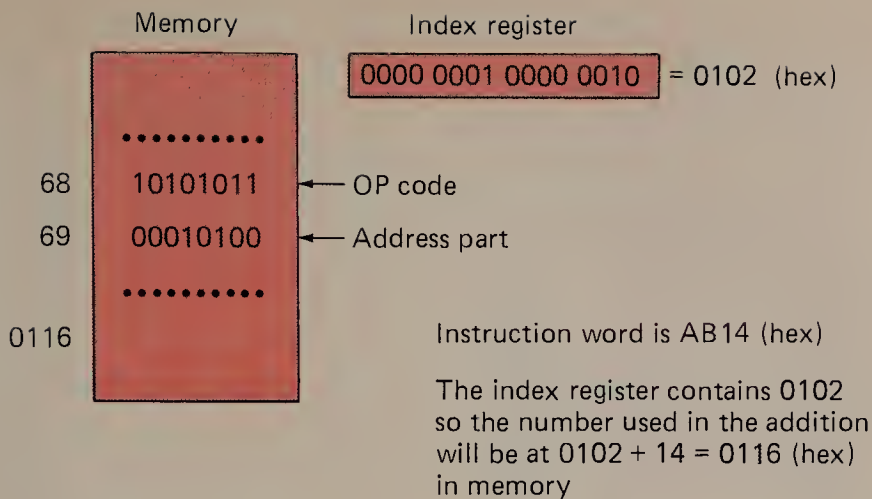 Memory
Index register
0000 0001 0000 0010 = 0102 (hex)
..........
68 10101011 OP code
69 00010100 Address part
..........
0116
Instruction word is AB14 (hex)
The index register contains 0102
so the number used in the addition
will be at 0102 + 14 = 0116 (hex)
in memory